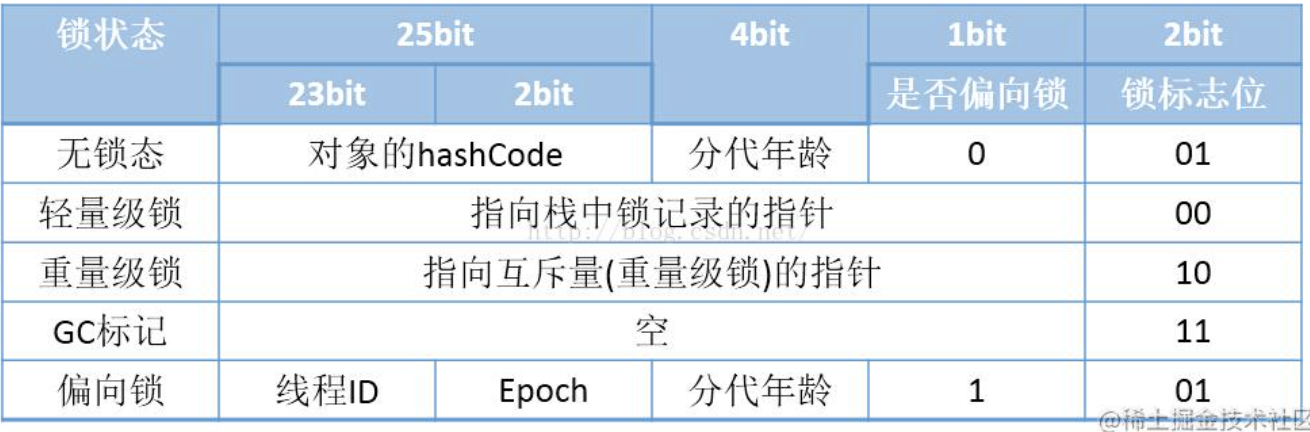 锁状态 25bit 4bit 1bit 2bit
23bit 2bit 是否偏向锁 锁标志位
无锁态 对象的hashCode 分代年龄 0 01
轻量级锁 指向栈中锁记录的指针 00
http://blog.csdn.net/
重量级锁 指向互斥量(重量级锁)的指针 10
GC标记 空 11
偏向锁 线程ID Epoch 分代年龄 1 01
@稀土掘金技术社区